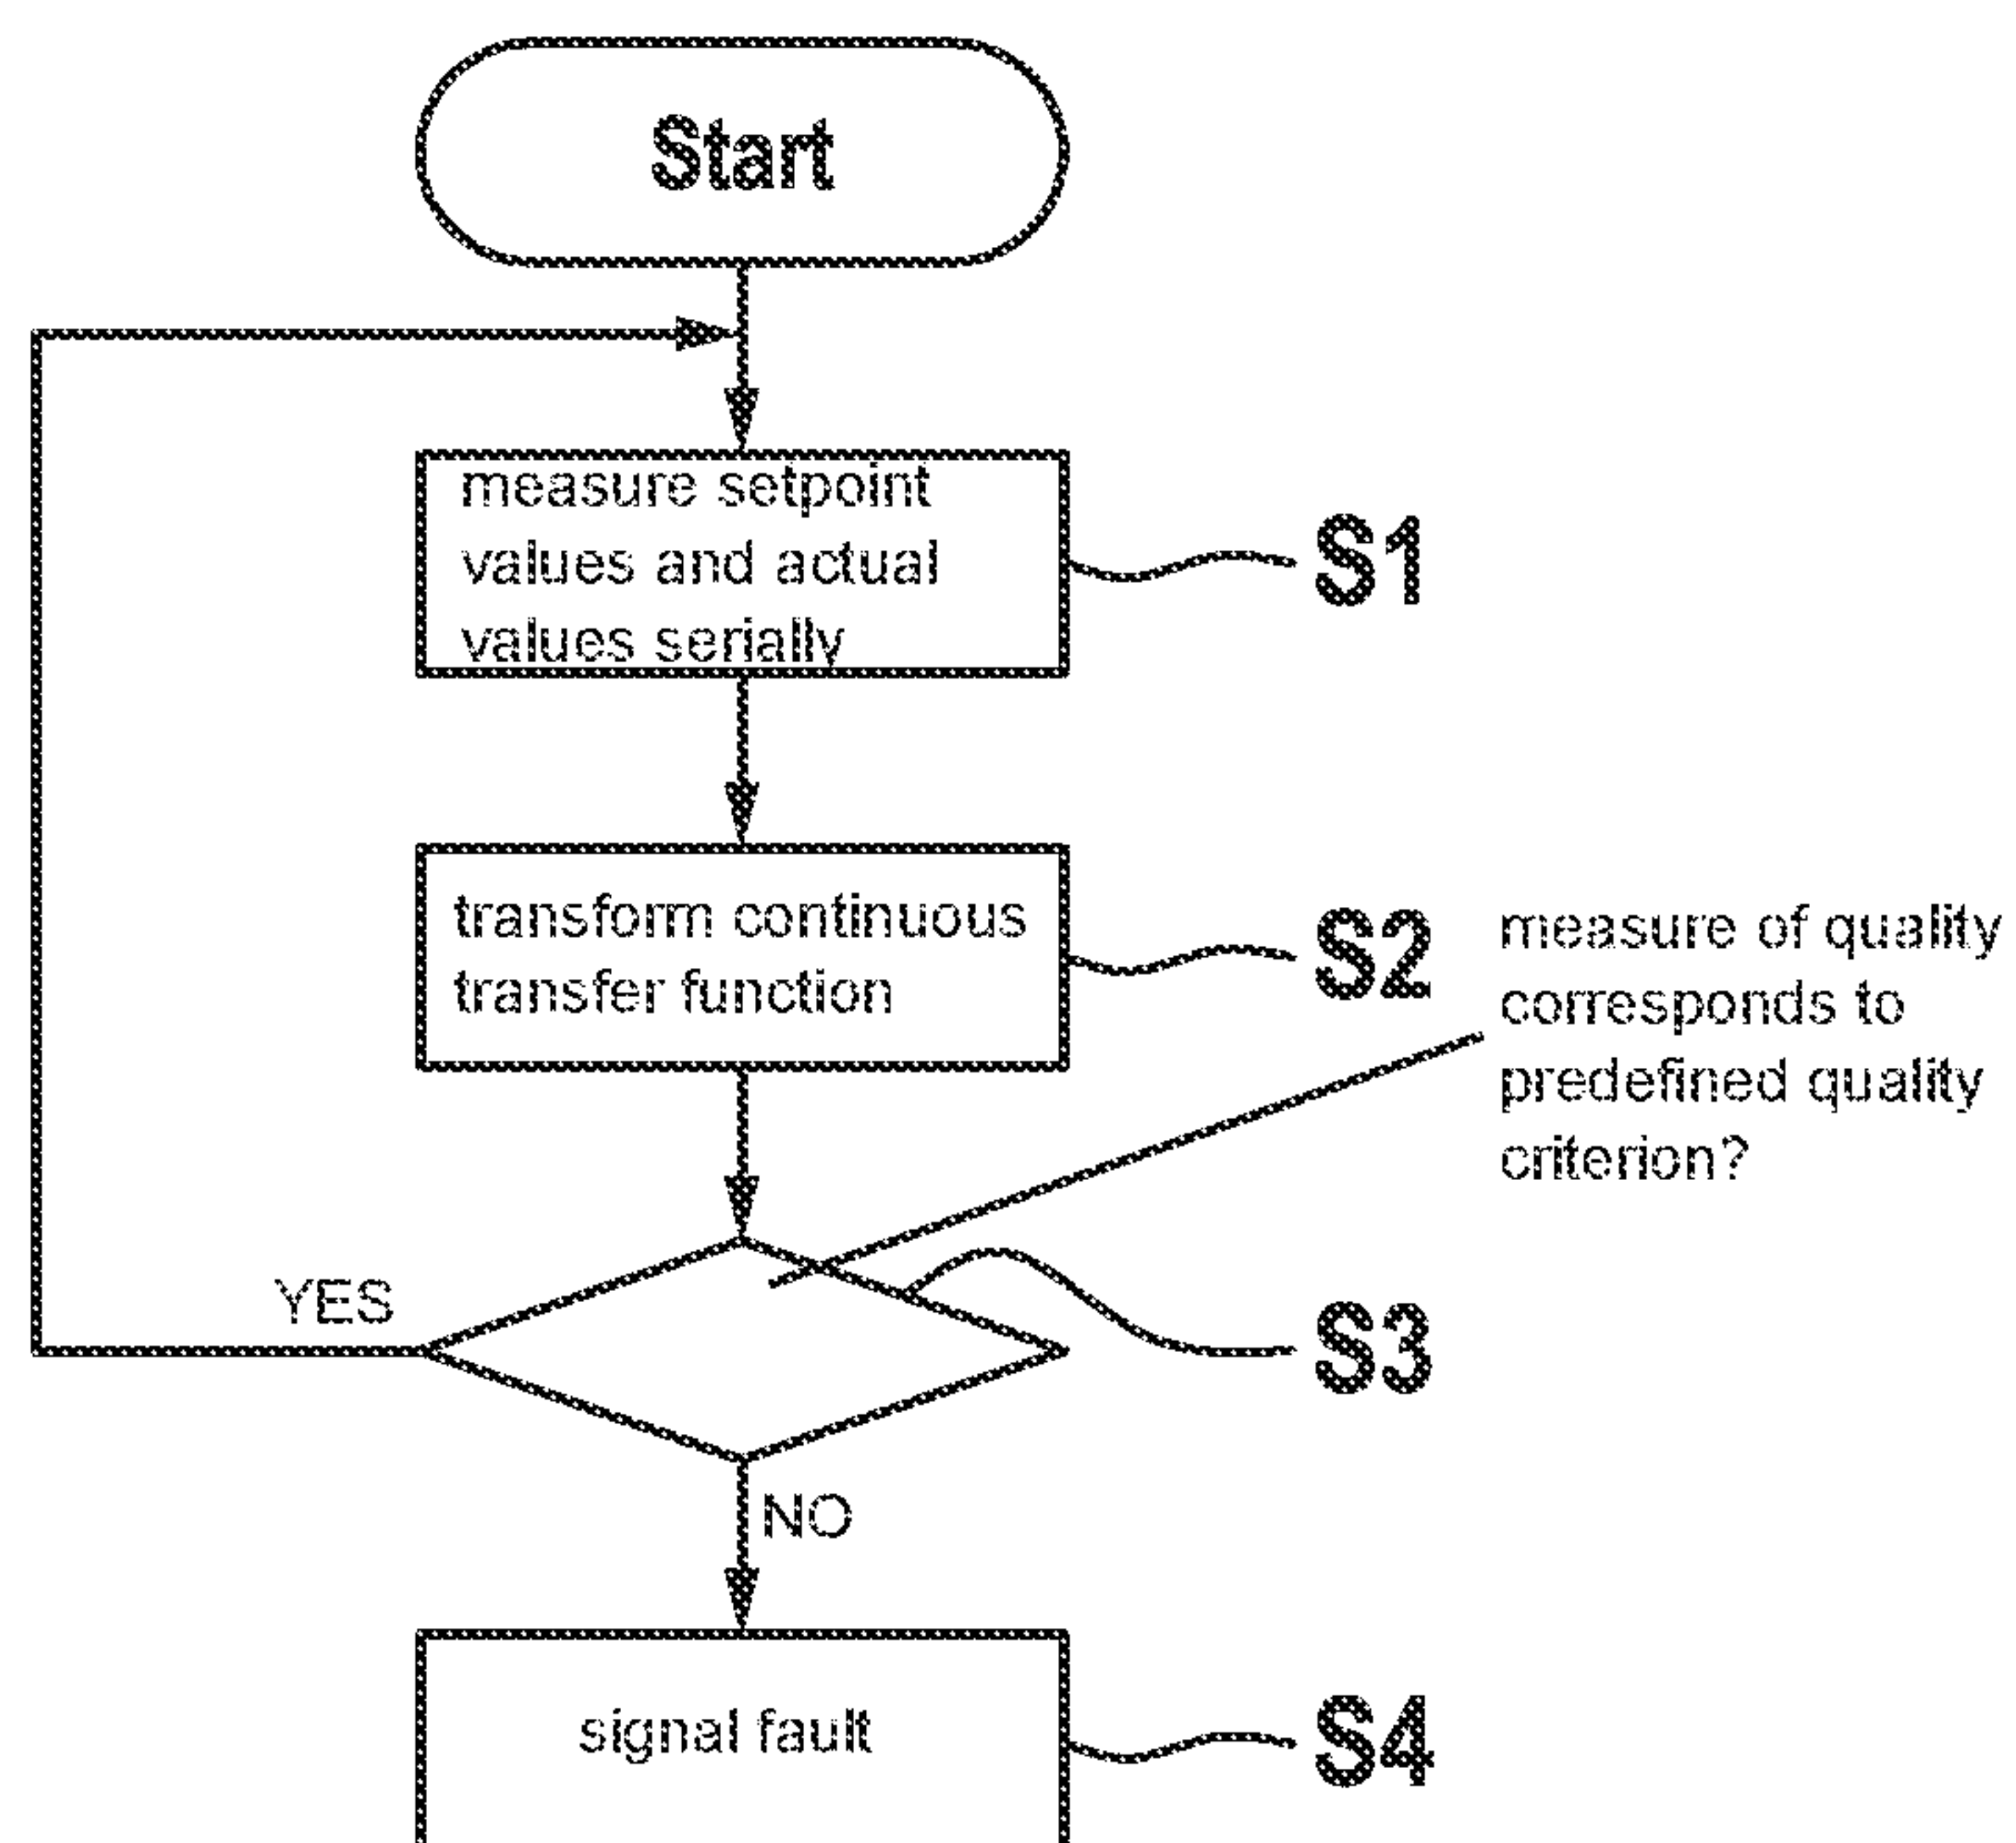 Start
measure setpoint
values and actual
values serially
S1
transform continuous
transfer function
S2
measure of quality
corresponds to
predefined quality
criterion?
YES
S3
NO
signal fault
S4